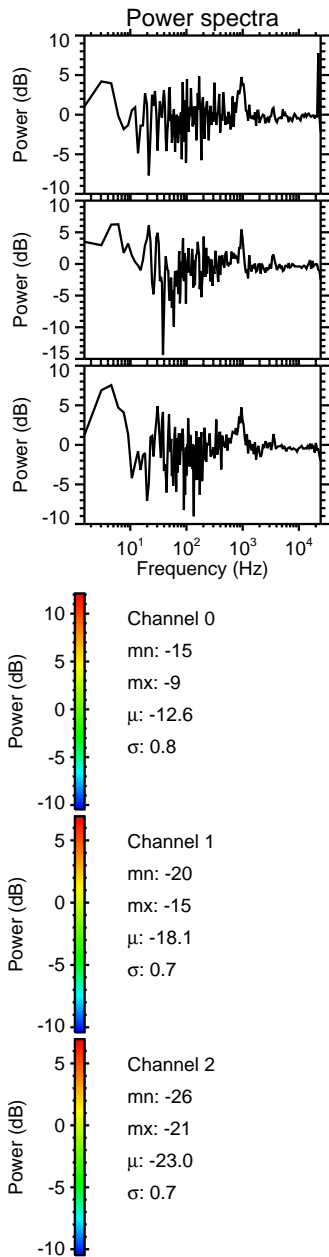 Power spectra
10
5
0
-5
-10
Power (dB)
10
5
0
-5
-10
-15
Power (dB)
10
5
0
-5
-10
Power (dB)
10¹ 10² 10³ 10⁴
Frequency (Hz)
10
5
0
-5
-10
Power (dB)
Channel 0
mn: -15
mx: -9
μ: -12.6
σ: 0.8
5
0
-5
-10
Power (dB)
Channel 1
mn: -20
mx: -15
μ: -18.1
σ: 0.7
5
0
-5
-10
Power (dB)
Channel 2
mn: -26
mx: -21
μ: -23.0
σ: 0.7